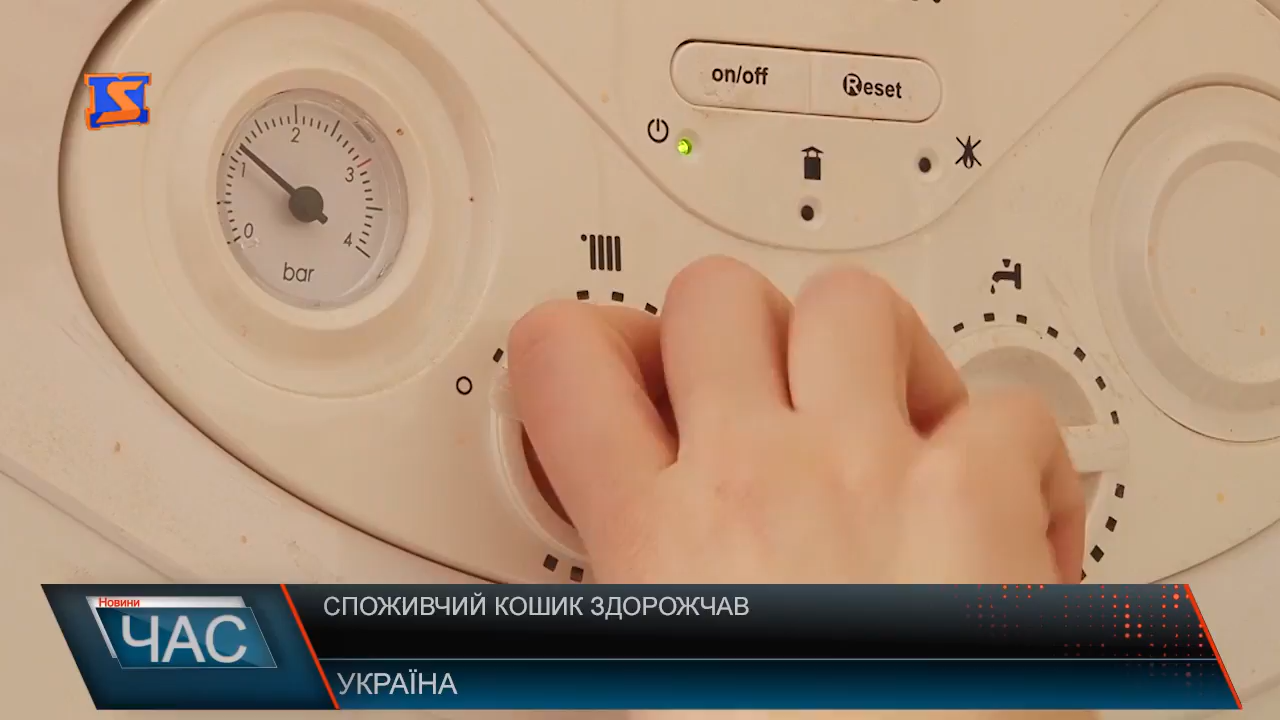 on/off Reset
2
1
3
0
4
bar
S
Новини
ЧАС
СПОЖИВЧИЙ КОШИК ЗДОРОЖЧАВ
УКРАЇНА